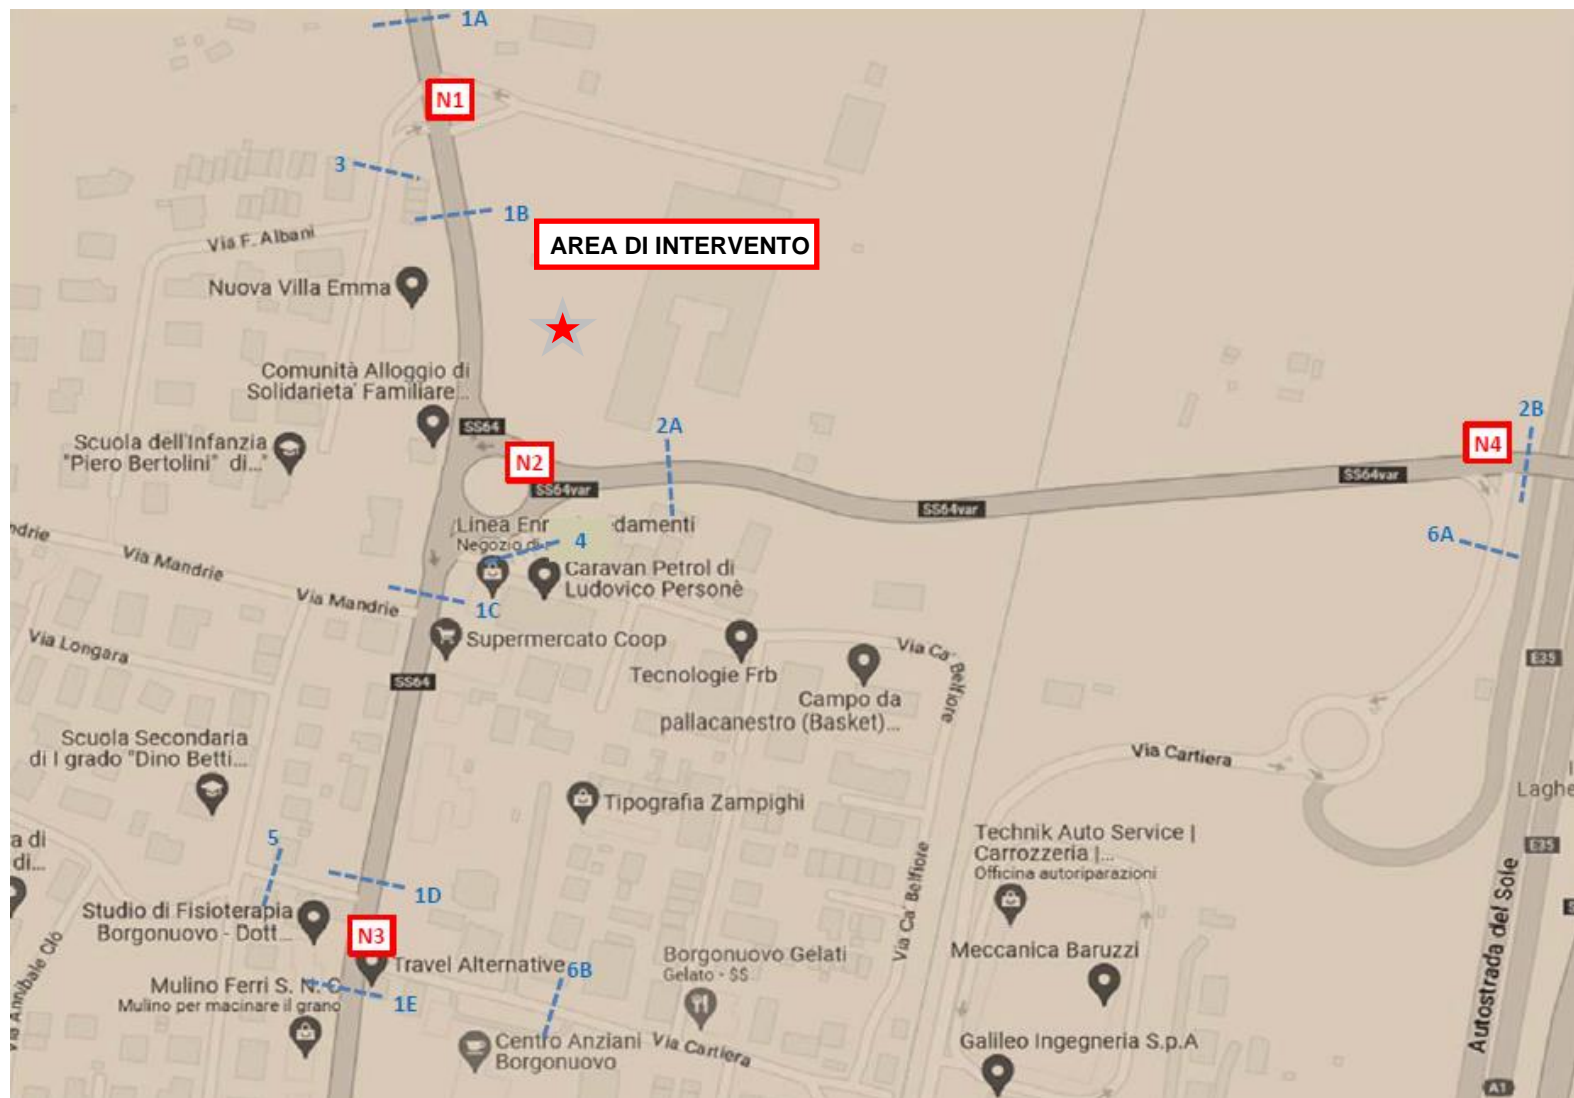 1A
N1
3
1B
Via F. Albani
AREA DI INTERVENTO
Nuova Villa Emma
Comunità Alloggio di
Solidarieta' Familiare...
SS64
2A
2B
Scuola dell'Infanzia
"Piero Bertolini" di..."
N2
N4
SS64var
SS64var
SS64var
Linea Enr
damenti
Negozio di...
4
6A
ndrie
Via Mandrie
Caravan Petrol di
Ludovico Personè
Via Mandrie
1C
Supermercato Coop
Via Longara
Via Ca' Belfiore
E35
Tecnologie Frb
SS64
Campo da
pallacanestro (Basket)...
Scuola Secondaria
di I grado "Dino Betti...
Via Cartiera
Laghe
Tipografia Zampighi
5
a di
di...
Technik Auto Service |
Carrozzeria |...
Officina autoriparazioni
E35
Via Ca' Belfiore
Autostrada del Sole
1D
Studio di Fisioterapia
Borgonuovo - Dott...
N3
Travel Alternative
6B
Borgonuovo Gelati
Gelato - $$
Meccanica Baruzzi
Via Annibale Clò
Mulino Ferri S. N. C
Mulino per macinare il grano
1E
Centro Anziani
Borgonuovo
Via Cartiera
Galileo Ingegneria S.p.A
A1